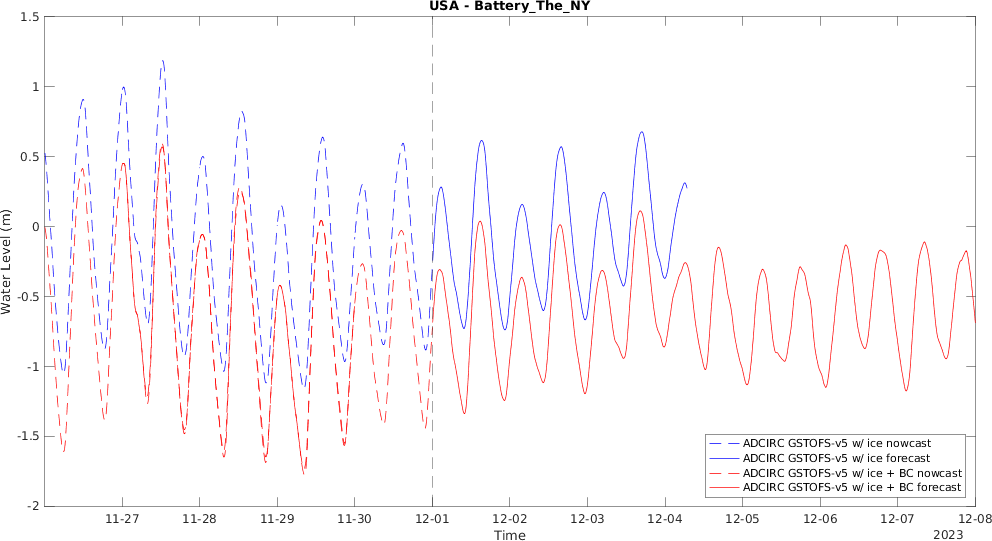 USA - Battery_The_NY
1.5
1
0.5
0
-0.5
-1
-1.5
-2
Water Level (m)
ADCIRC GSTOFS-v5 w/ ice nowcast
ADCIRC GSTOFS-v5 w/ ice forecast
ADCIRC GSTOFS-v5 w/ ice + BC nowcast
ADCIRC GSTOFS-v5 w/ ice + BC forecast
11-27 11-28 11-29 11-30 12-01 12-02 12-03 12-04 12-05 12-06 12-07 12-08
Time
2023